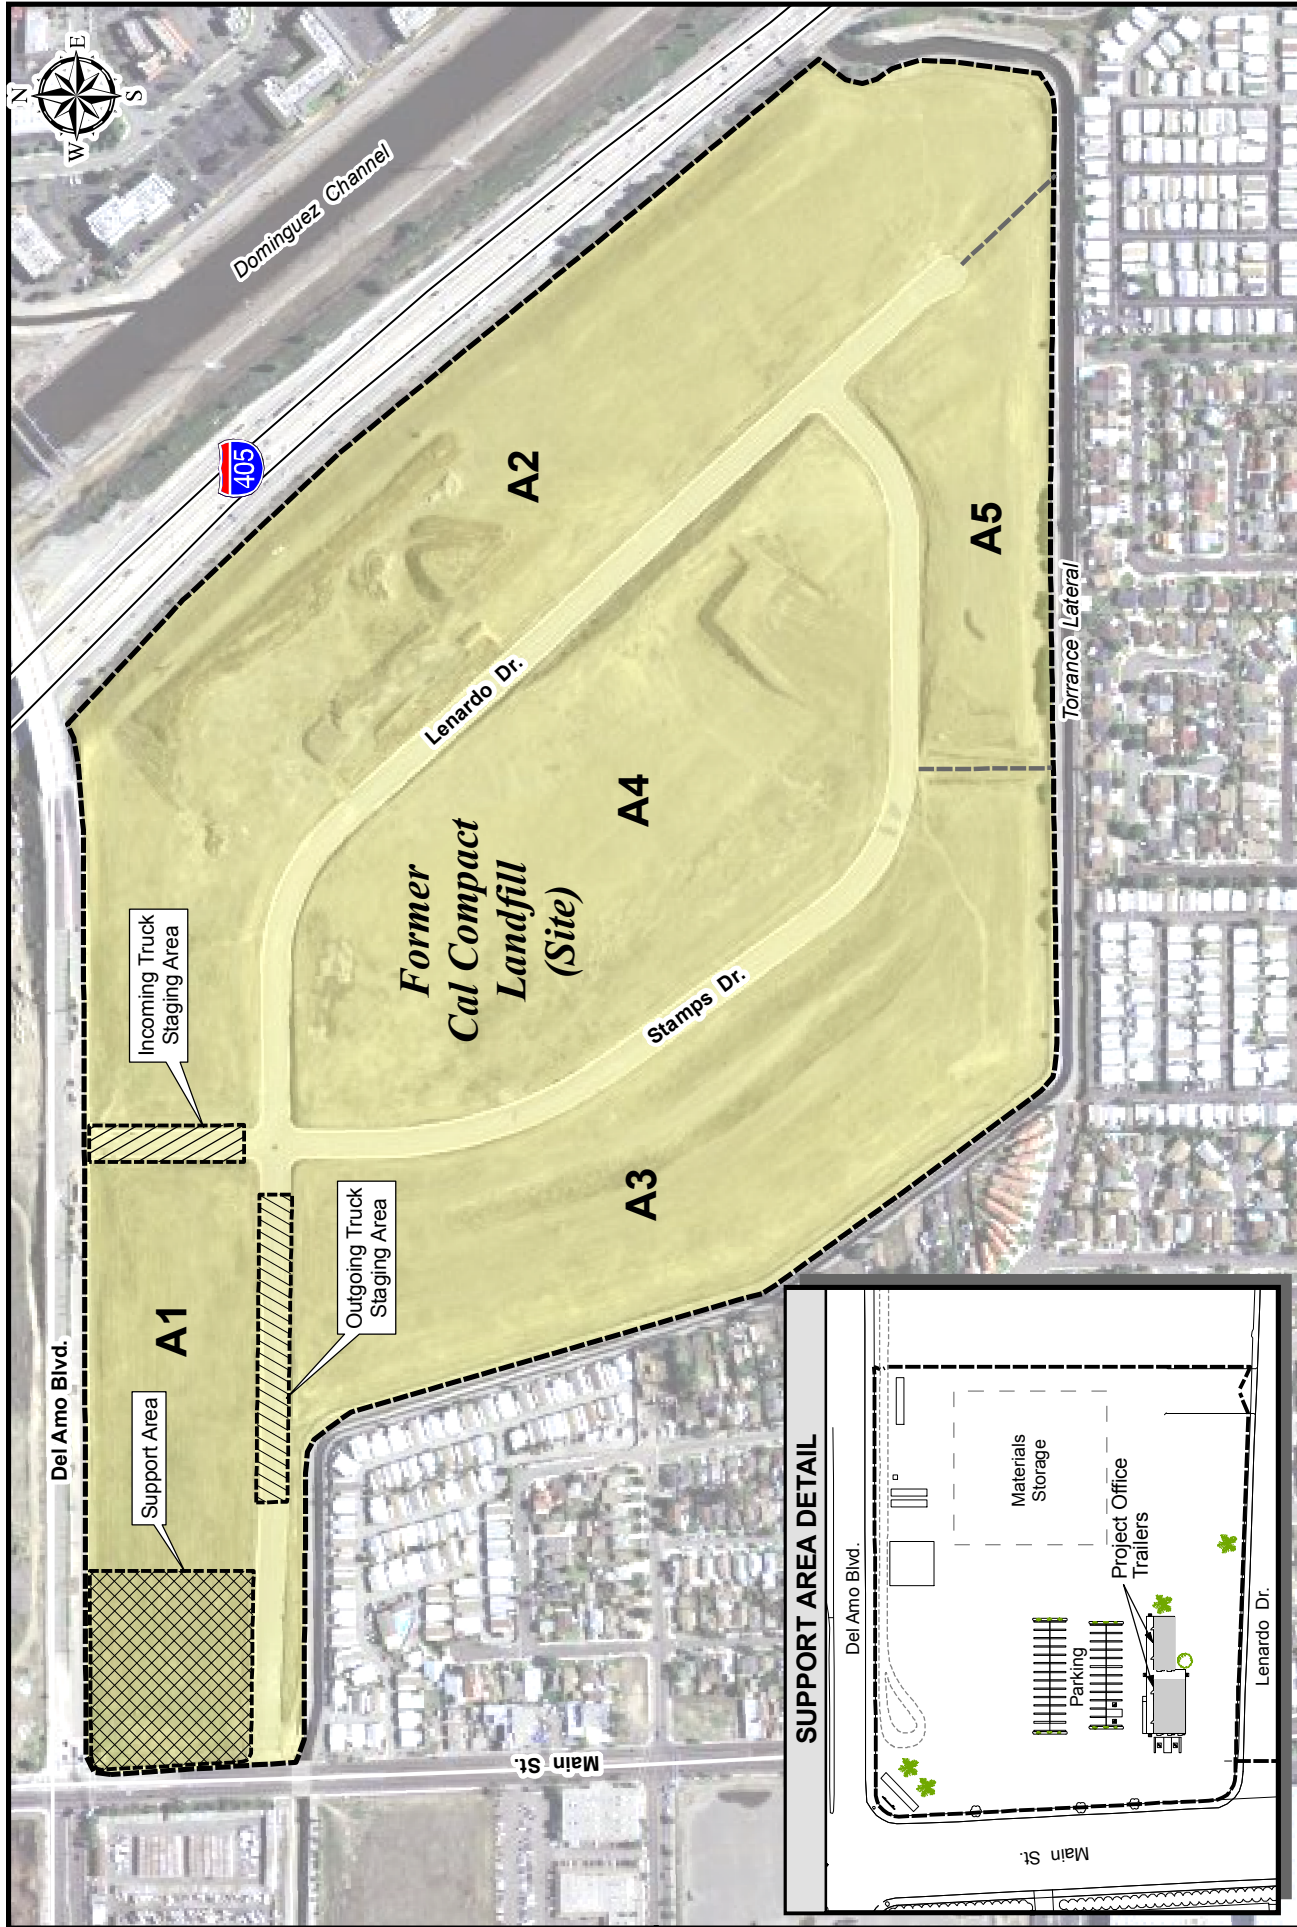 N
E
S
W
Dominguez Channel
405
Del Amo Blvd.
Incoming Truck
Staging Area
Support Area
A1
A2
Lenardo Dr.
Former
Cal Compact
Landfill
(Site)
A4
Outgoing Truck
Staging Area
Stamps Dr.
A3
A5
Torrance Lateral
Main St.
SUPPORT AREA DETAIL
Del Amo Blvd.
Materials
Storage
Parking
Project Office
Trailers
Main St.
Lenardo Dr.